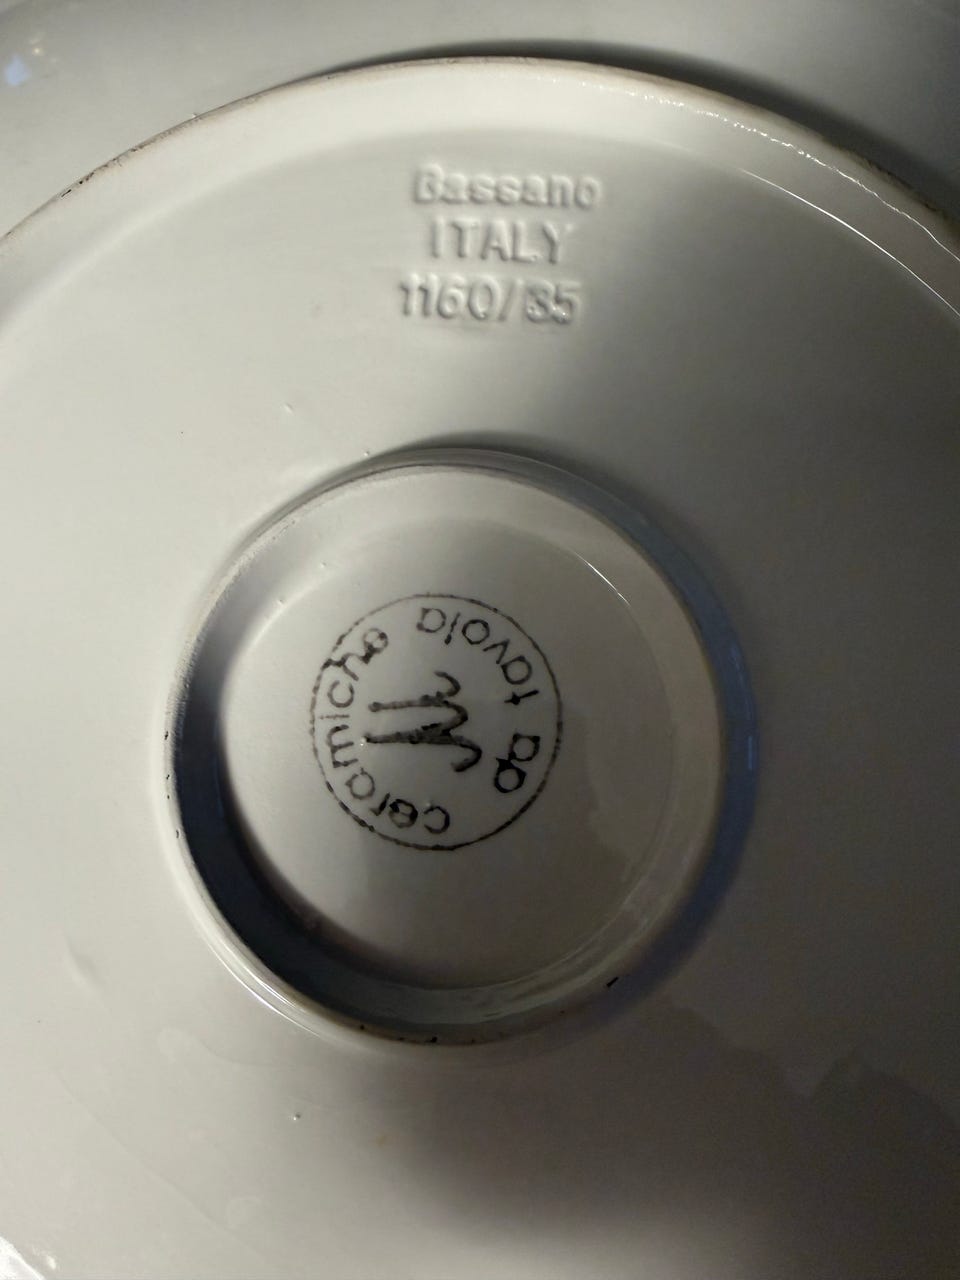 Bassano
ITALY
1160/35
ceramiche
da tavola